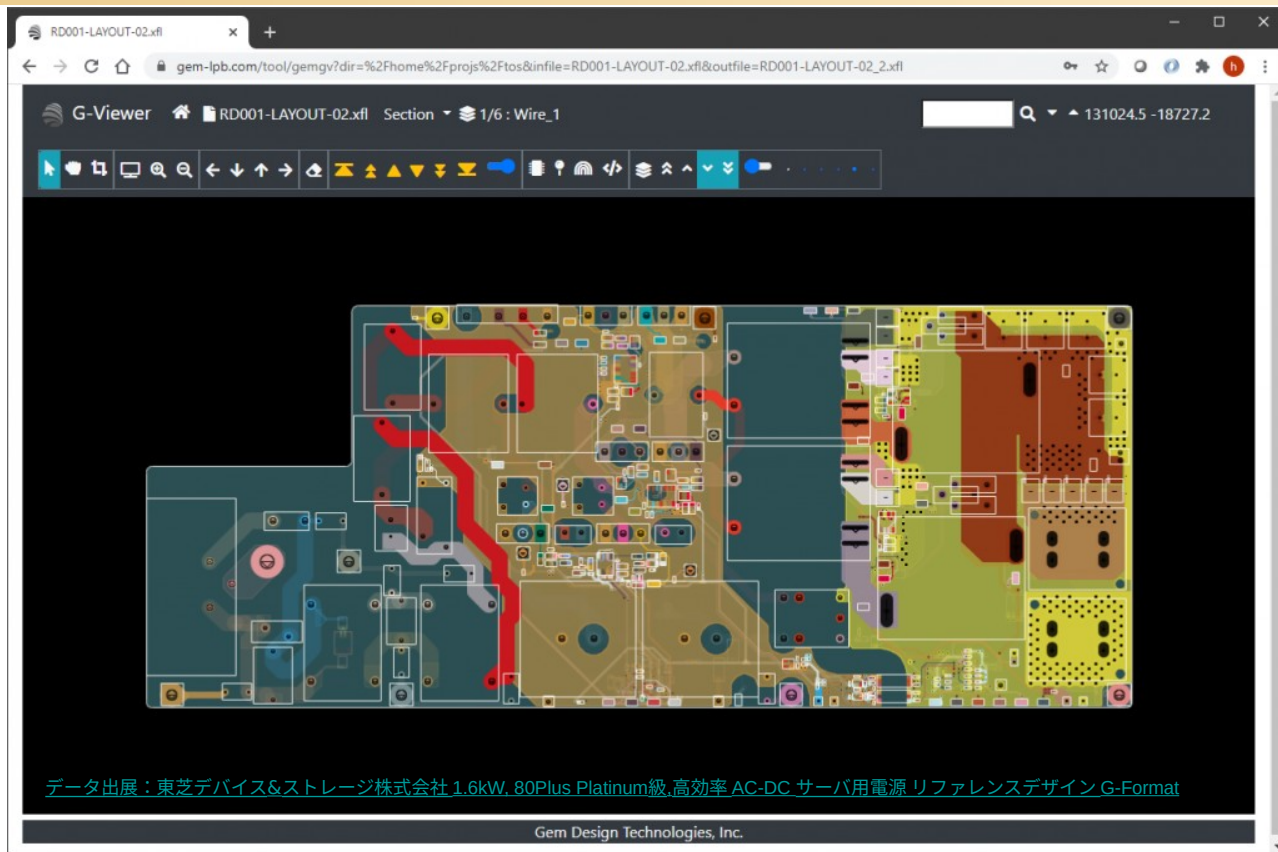 RD001-LAYOUT-02.xfl
gem-lpb.com/tool/gemgv?dir=%2Fhome%2Fprojs%2Ftos&infile=RD001-LAYOUT-02.xfl&outfile=RD001-LAYOUT-02_2.xfl
h
G-Viewer RD001-LAYOUT-02.xfl Section 1/6 : Wire_1 131024.5 -18727.2
データ出展：東芝デバイス&ストレージ株式会社 1.6kW, 80Plus Platinum級,高効率 AC-DC サーバ用電源 リファレンスデザイン G-Format
Gem Design Technologies, Inc.